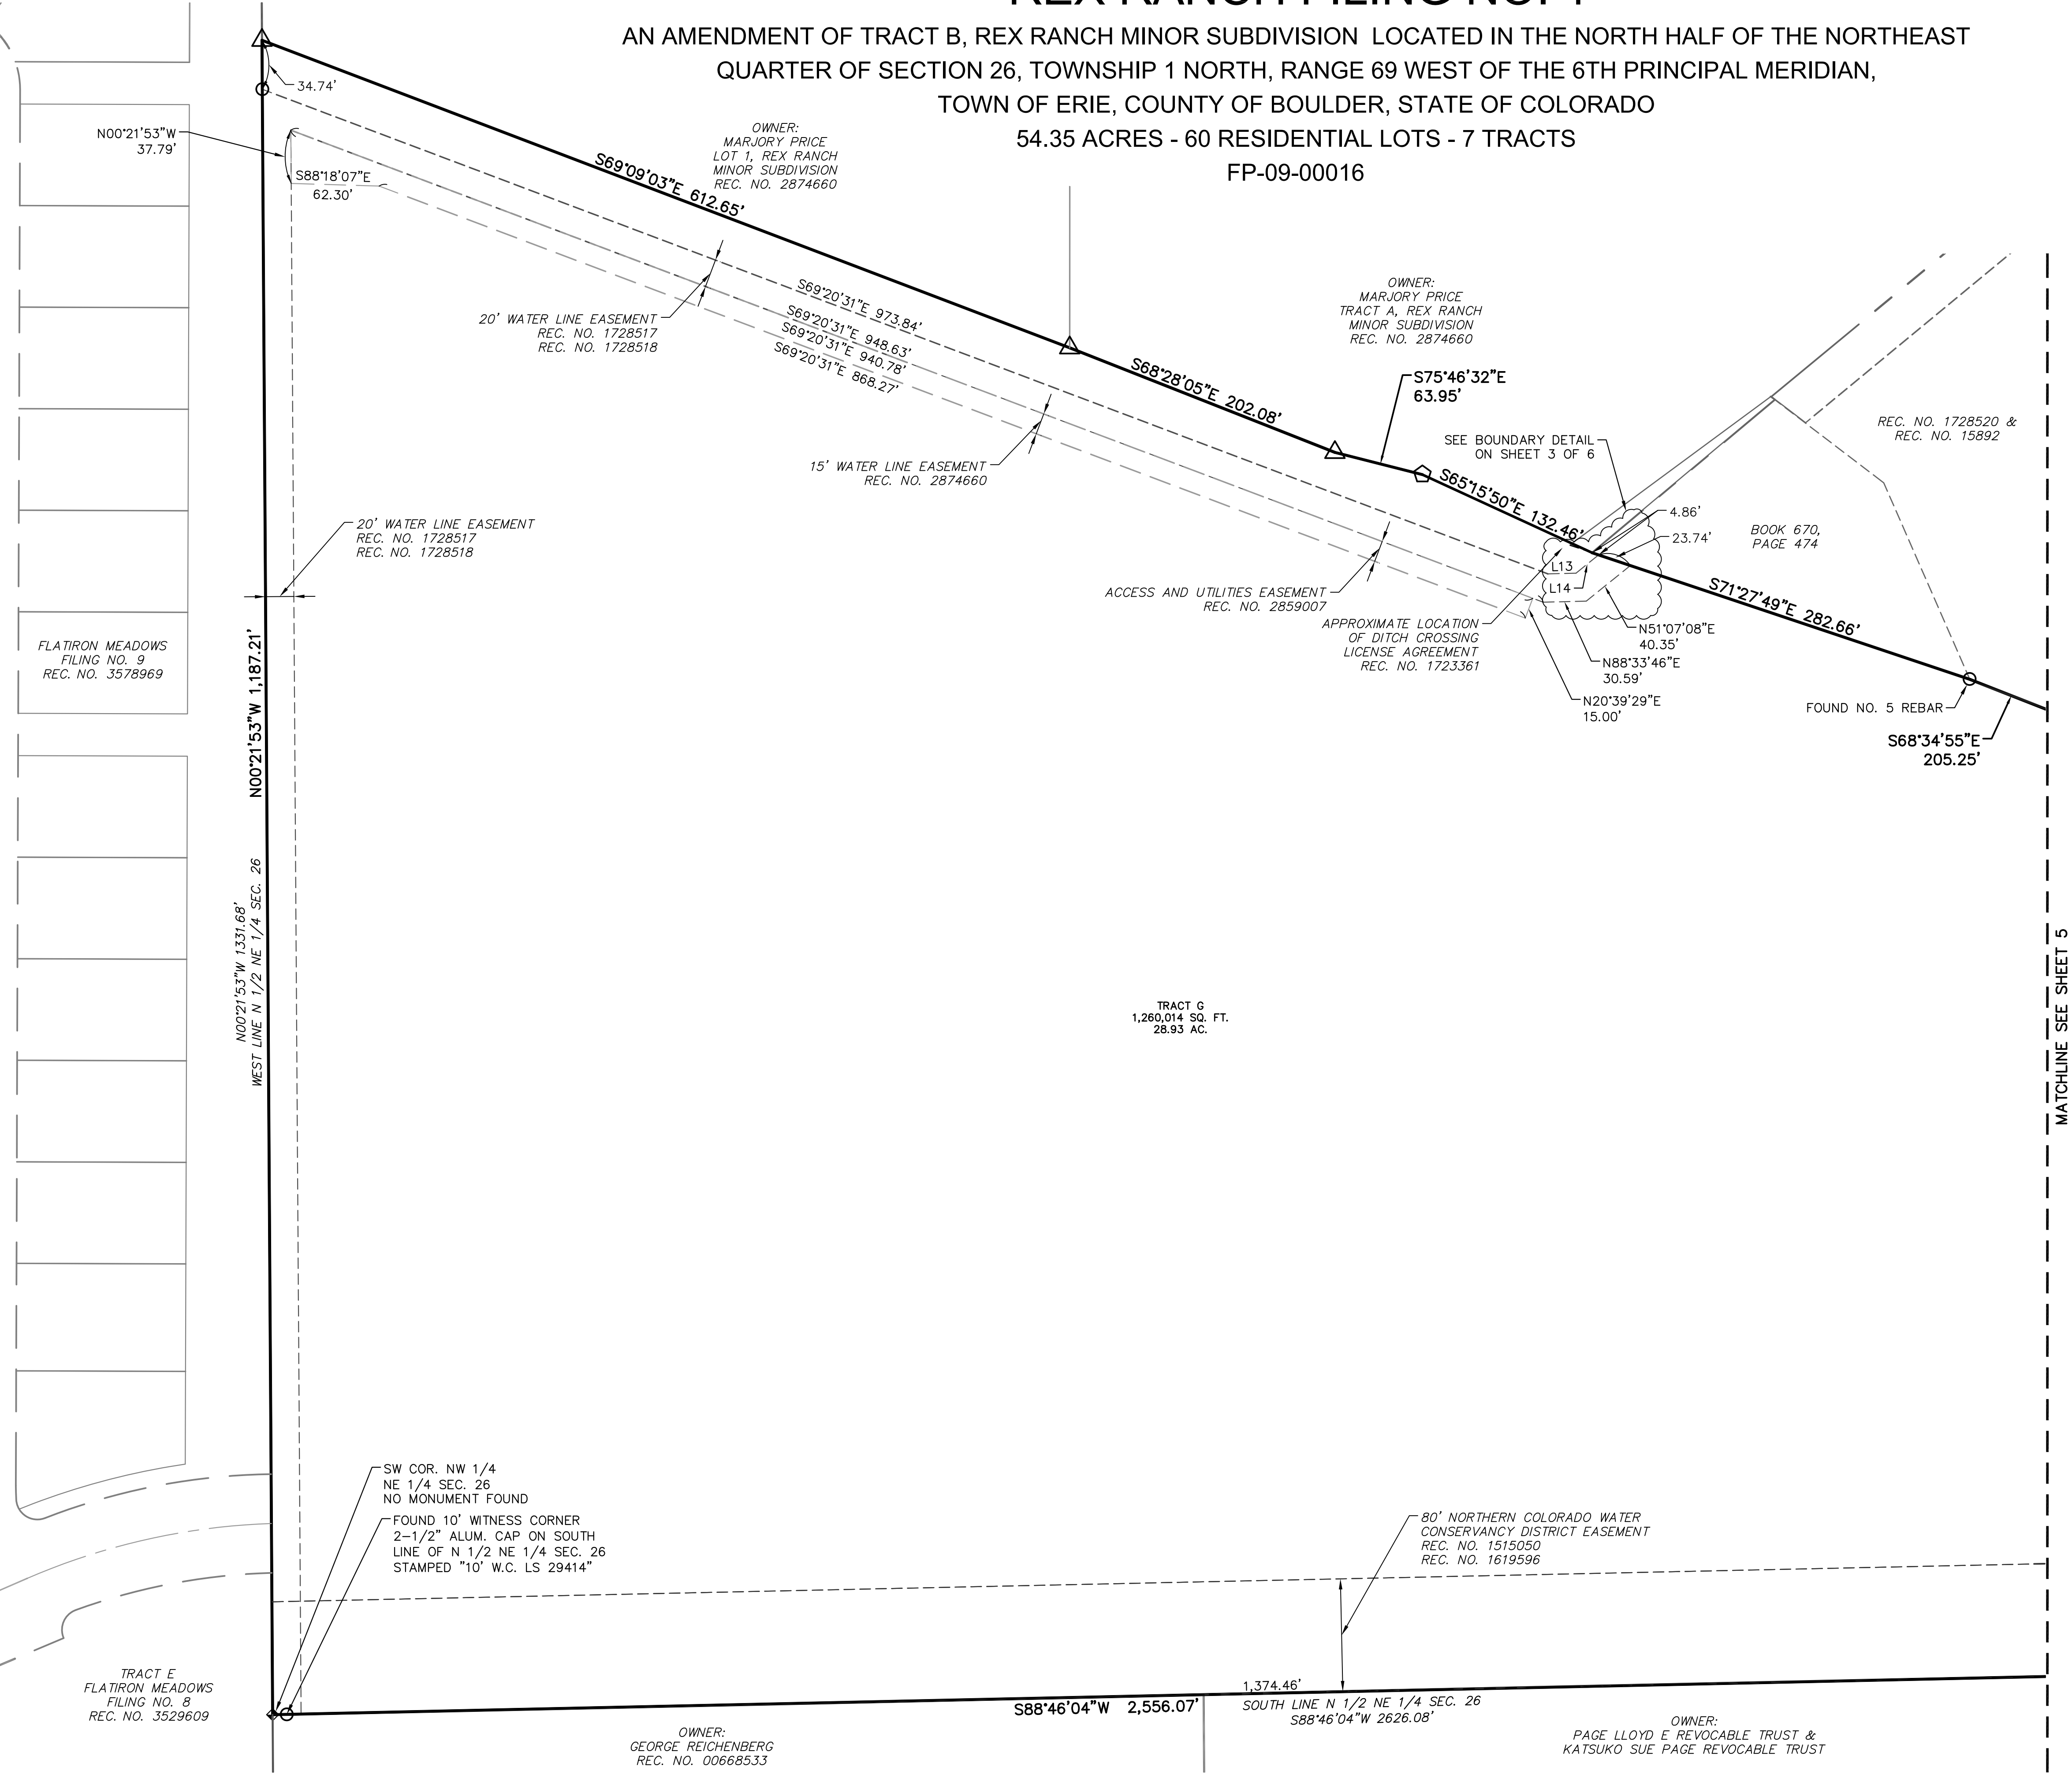 AN AMENDMENT OF TRACT B, REX RANCH MINOR SUBDIVISION LOCATED IN THE NORTH HALF OF THE NORTHEAST
QUARTER OF SECTION 26, TOWNSHIP 1 NORTH, RANGE 69 WEST OF THE 6TH PRINCIPAL MERIDIAN,
TOWN OF ERIE, COUNTY OF BOULDER, STATE OF COLORADO
54.35 ACRES - 60 RESIDENTIAL LOTS - 7 TRACTS
FP-09-00016
34.74'
N00°21'53"W
37.79'
S88°18'07"E
62.30'
OWNER:
MARJORY PRICE
LOT 1, REX RANCH
MINOR SUBDIVISION
REC. NO. 2874660
S69°09'03"E 612.65'
20' WATER LINE EASEMENT
REC. NO. 1728517
REC. NO. 1728518
S69°20'31"E 973.84'
S69°20'31"E 948.63'
S69°20'31"E 940.78'
S69°20'31"E 868.27'
OWNER:
MARJORY PRICE
TRACT A, REX RANCH
MINOR SUBDIVISION
REC. NO. 2874660
S68°28'05"E 202.08'
S75°46'32"E
63.95'
15' WATER LINE EASEMENT
REC. NO. 2874660
SEE BOUNDARY DETAIL
ON SHEET 3 OF 6
REC. NO. 1728520 &
REC. NO. 15892
S65°15'50"E 132.46'
4.86'
23.74'
BOOK 670,
PAGE 474
L13
L14
20' WATER LINE EASEMENT
REC. NO. 1728517
REC. NO. 1728518
ACCESS AND UTILITIES EASEMENT
REC. NO. 2859007
APPROXIMATE LOCATION
OF DITCH CROSSING
LICENSE AGREEMENT
REC. NO. 1723361
S71°27'49"E 282.66'
N51°07'08"E
40.35'
N88°33'46"E
30.59'
N20°39'29"E
15.00'
FOUND NO. 5 REBAR
S68°34'55"E
205.25'
FLATIRON MEADOWS
FILING NO. 9
REC. NO. 3578969
N00°21'53"W 1,187.21'
N00°21'53"W 1331.68'
WEST LINE N 1/2 NE 1/4 SEC. 26
TRACT G
1,260,014 SQ. FT.
28.93 AC.
MATCHLINE SEE SHEET 5
SW COR. NW 1/4
NE 1/4 SEC. 26
NO MONUMENT FOUND
FOUND 10' WITNESS CORNER
2-1/2" ALUM. CAP ON SOUTH
LINE OF N 1/2 NE 1/4 SEC. 26
STAMPED "10' W.C. LS 29414"
80' NORTHERN COLORADO WATER
CONSERVANCY DISTRICT EASEMENT
REC. NO. 1515050
REC. NO. 1619596
TRACT E
FLATIRON MEADOWS
FILING NO. 8
REC. NO. 3529609
1,374.46'
S88°46'04"W 2,556.07'
SOUTH LINE N 1/2 NE 1/4 SEC. 26
S88°46'04"W 2626.08'
OWNER:
GEORGE REICHENBERG
REC. NO. 00668533
OWNER:
PAGE LLOYD E REVOCABLE TRUST &
KATSUKO SUE PAGE REVOCABLE TRUST